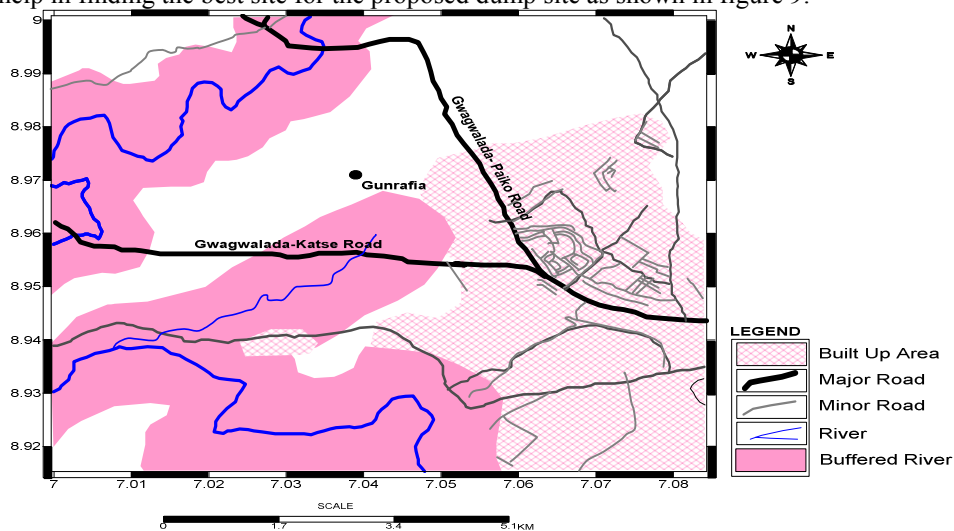 help in finding the best site for the proposed dump site as shown in figure 9.
N
W E
S
9
8.99
8.98
8.97
8.96
8.95
8.94
8.93
8.92
Gwagwalada- Paiko Road
Gunrafia
Gwagwalada-Katse Road
7 7.01 7.02 7.03 7.04 7.05 7.06 7.07 7.08
LEGEND
Built Up Area
Major Road
Minor Road
River
Buffered River
SCALE
0 1.7 3.4 5.1KM